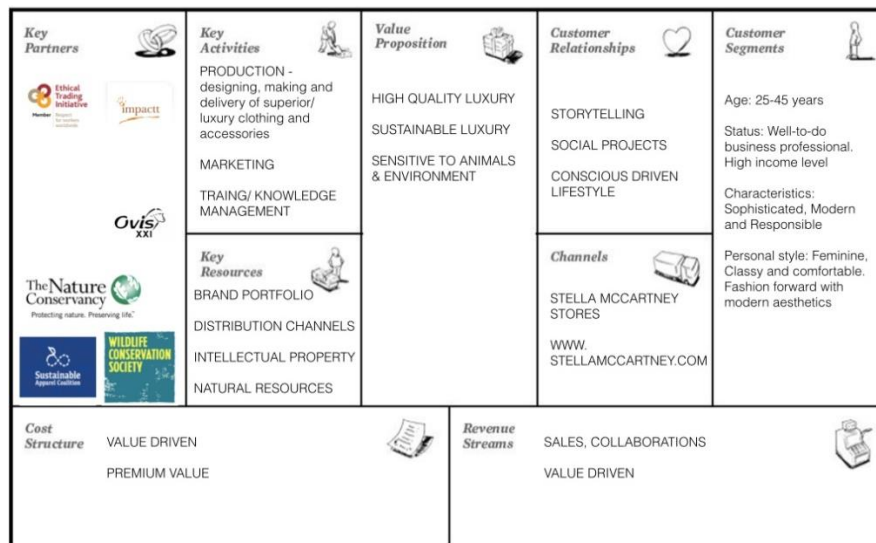 Key
Partners
Ethical
Trading
Initiative
Member
Respect
for workers
worldwide
impactt
Ovis
XXI
The Nature
Conservancy
Protecting nature. Preserving life.
Sustainable
Apparel Coalition
WILDLIFE
CONSERVATION
SOCIETY
Key
Activities
PRODUCTION -
designing, making and
delivery of superior/
luxury clothing and
accessories
MARKETING
TRAING/ KNOWLEDGE
MANAGEMENT
Key
Resources
BRAND PORTFOLIO
DISTRIBUTION CHANNELS
INTELLECTUAL PROPERTY
NATURAL RESOURCES
Value
Proposition
HIGH QUALITY LUXURY
SUSTAINABLE LUXURY
SENSITIVE TO ANIMALS
& ENVIRONMENT
Customer
Relationships
STORYTELLING
SOCIAL PROJECTS
CONSCIOUS DRIVEN
LIFESTYLE
Channels
STELLA MCCARTNEY
STORES
WWW.
STELLAMCCARTNEY.COM
Customer
Segments
Age: 25-45 years
Status: Well-to-do
business professional.
High income level
Characteristics:
Sophisticated, Modern
and Responsible
Personal style: Feminine,
Classy and comfortable.
Fashion forward with
modern aesthetics
Cost
Structure
VALUE DRIVEN
PREMIUM VALUE
Revenue
Streams
SALES, COLLABORATIONS
VALUE DRIVEN